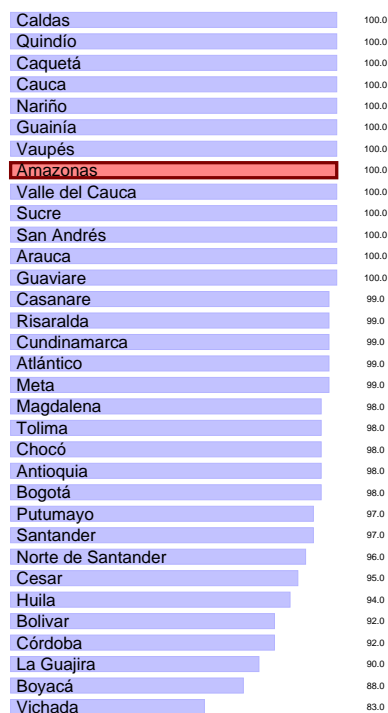 Caldas 100.0
Quindío 100.0
Caquetá 100.0
Cauca 100.0
Nariño 100.0
Guainía 100.0
Vaupés 100.0
Amazonas 100.0
Valle del Cauca 100.0
Sucre 100.0
San Andrés 100.0
Arauca 100.0
Guaviare 100.0
Casanare 99.0
Risaralda 99.0
Cundinamarca 99.0
Atlántico 99.0
Meta 99.0
Magdalena 98.0
Tolima 98.0
Chocó 98.0
Antioquia 98.0
Bogotá 98.0
Putumayo 97.0
Santander 97.0
Norte de Santander 96.0
Cesar 95.0
Huila 94.0
Bolivar 92.0
Córdoba 92.0
La Guajira 90.0
Boyacá 88.0
Vichada 83.0